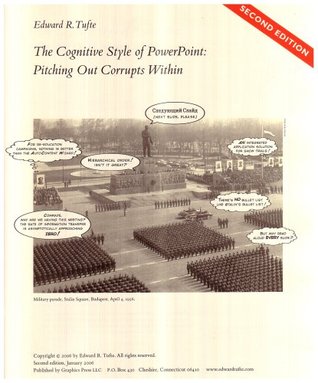 Edward R. Tufte
SECOND EDITION
The Cognitive Style of PowerPoint:
Pitching Out Corrupts Within
Следующий Слайд
(NEXT SLIDE, PLEASE)
FOR RE-EDUCATION
CAMPAIGNS, NOTHING IS BETTER
THAN THE AUTOCONTENT WIZARD!
HIERARCHICAL ORDER!
ISN'T IT GREAT?
AN INTEGRATED
APPLICATION SOLUTION,
FOR SHOW TRIALS!
COMRADE,
WHY ARE WE HAVING THIS MEETING?
THE RATE OF INFORMATION TRANSFER
IS ASYMPTOTICALLY APPROACHING
ZERO!
THERE'S NO BULLET LIST
LIKE STALIN'S BULLET LIST!
BUT WHY READ
ALOUD EVERY SLIDE?
Military parade, Stalin Square, Budapest, April 4, 1956.
Copyright © 2006 by Edward R. Tufte. All rights reserved.
Second edition, January 2006
Published by Graphics Press LLC P.O. Box 430 Cheshire, Connecticut 06410 www.edwardtufte.com